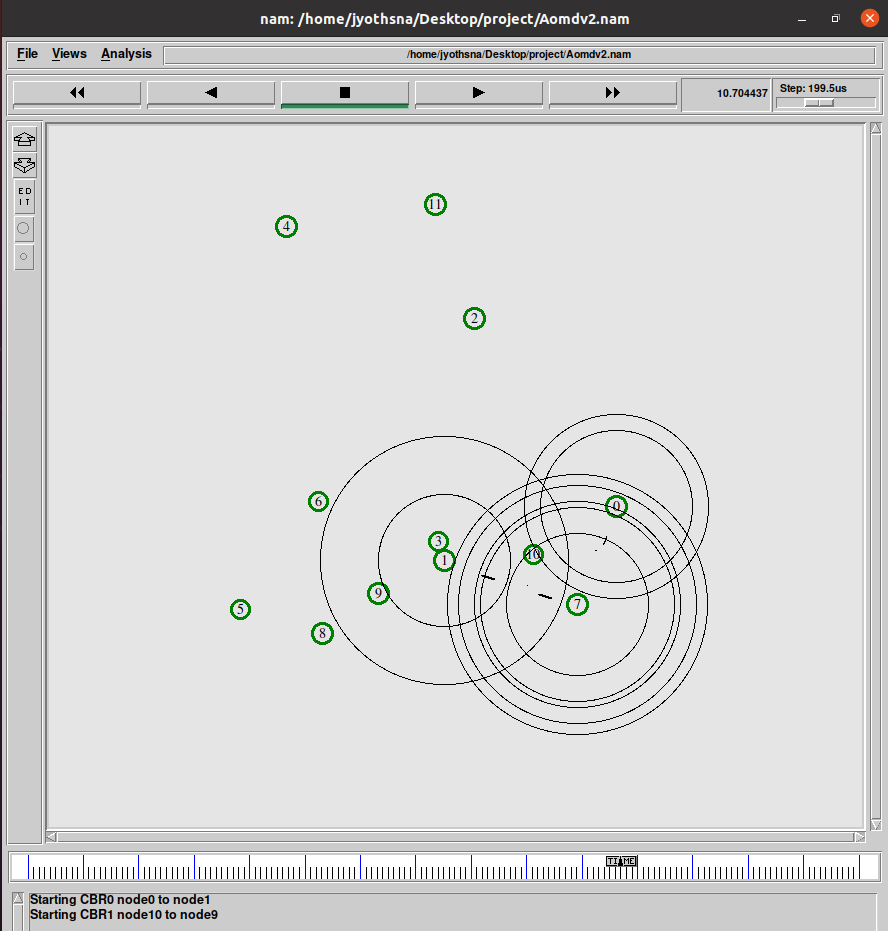 nam: /home/jyothsna/Desktop/project/Aomdv2.nam
File Views Analysis /home/jyothsna/Desktop/project/Aomdv2.nam
10.704437 Step: 199.5us
ED
IT
11
4
2
6
0
3
10
1
9
7
5
8
TIME
Starting CBR0 node0 to node1
Starting CBR1 node10 to node9